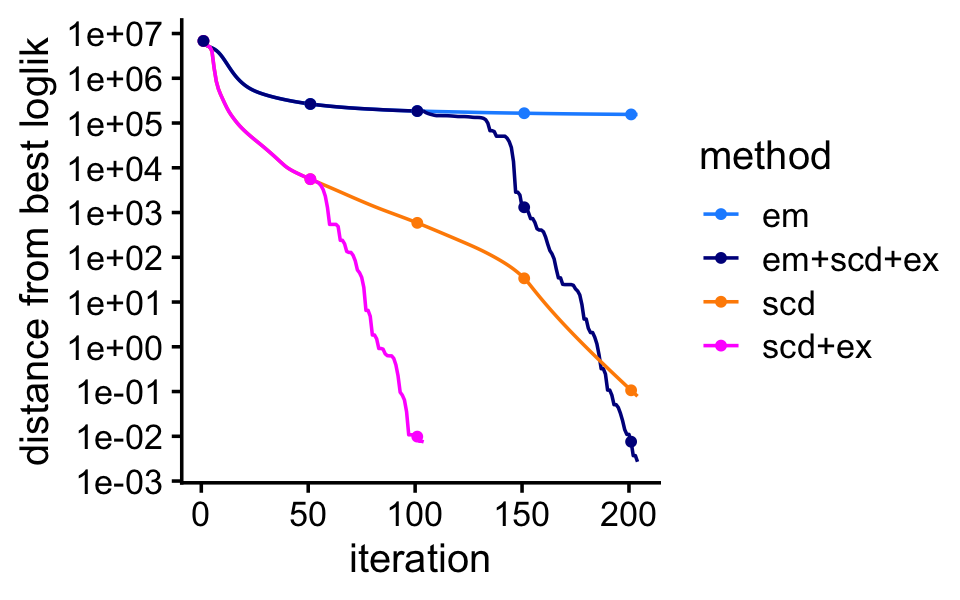 distance from best loglik
1e+07
1e+06
1e+05
1e+04
1e+03
1e+02
1e+01
1e+00
1e-01
1e-02
1e-03
0 50 100 150 200
iteration
method
em
em+scd+ex
scd
scd+ex